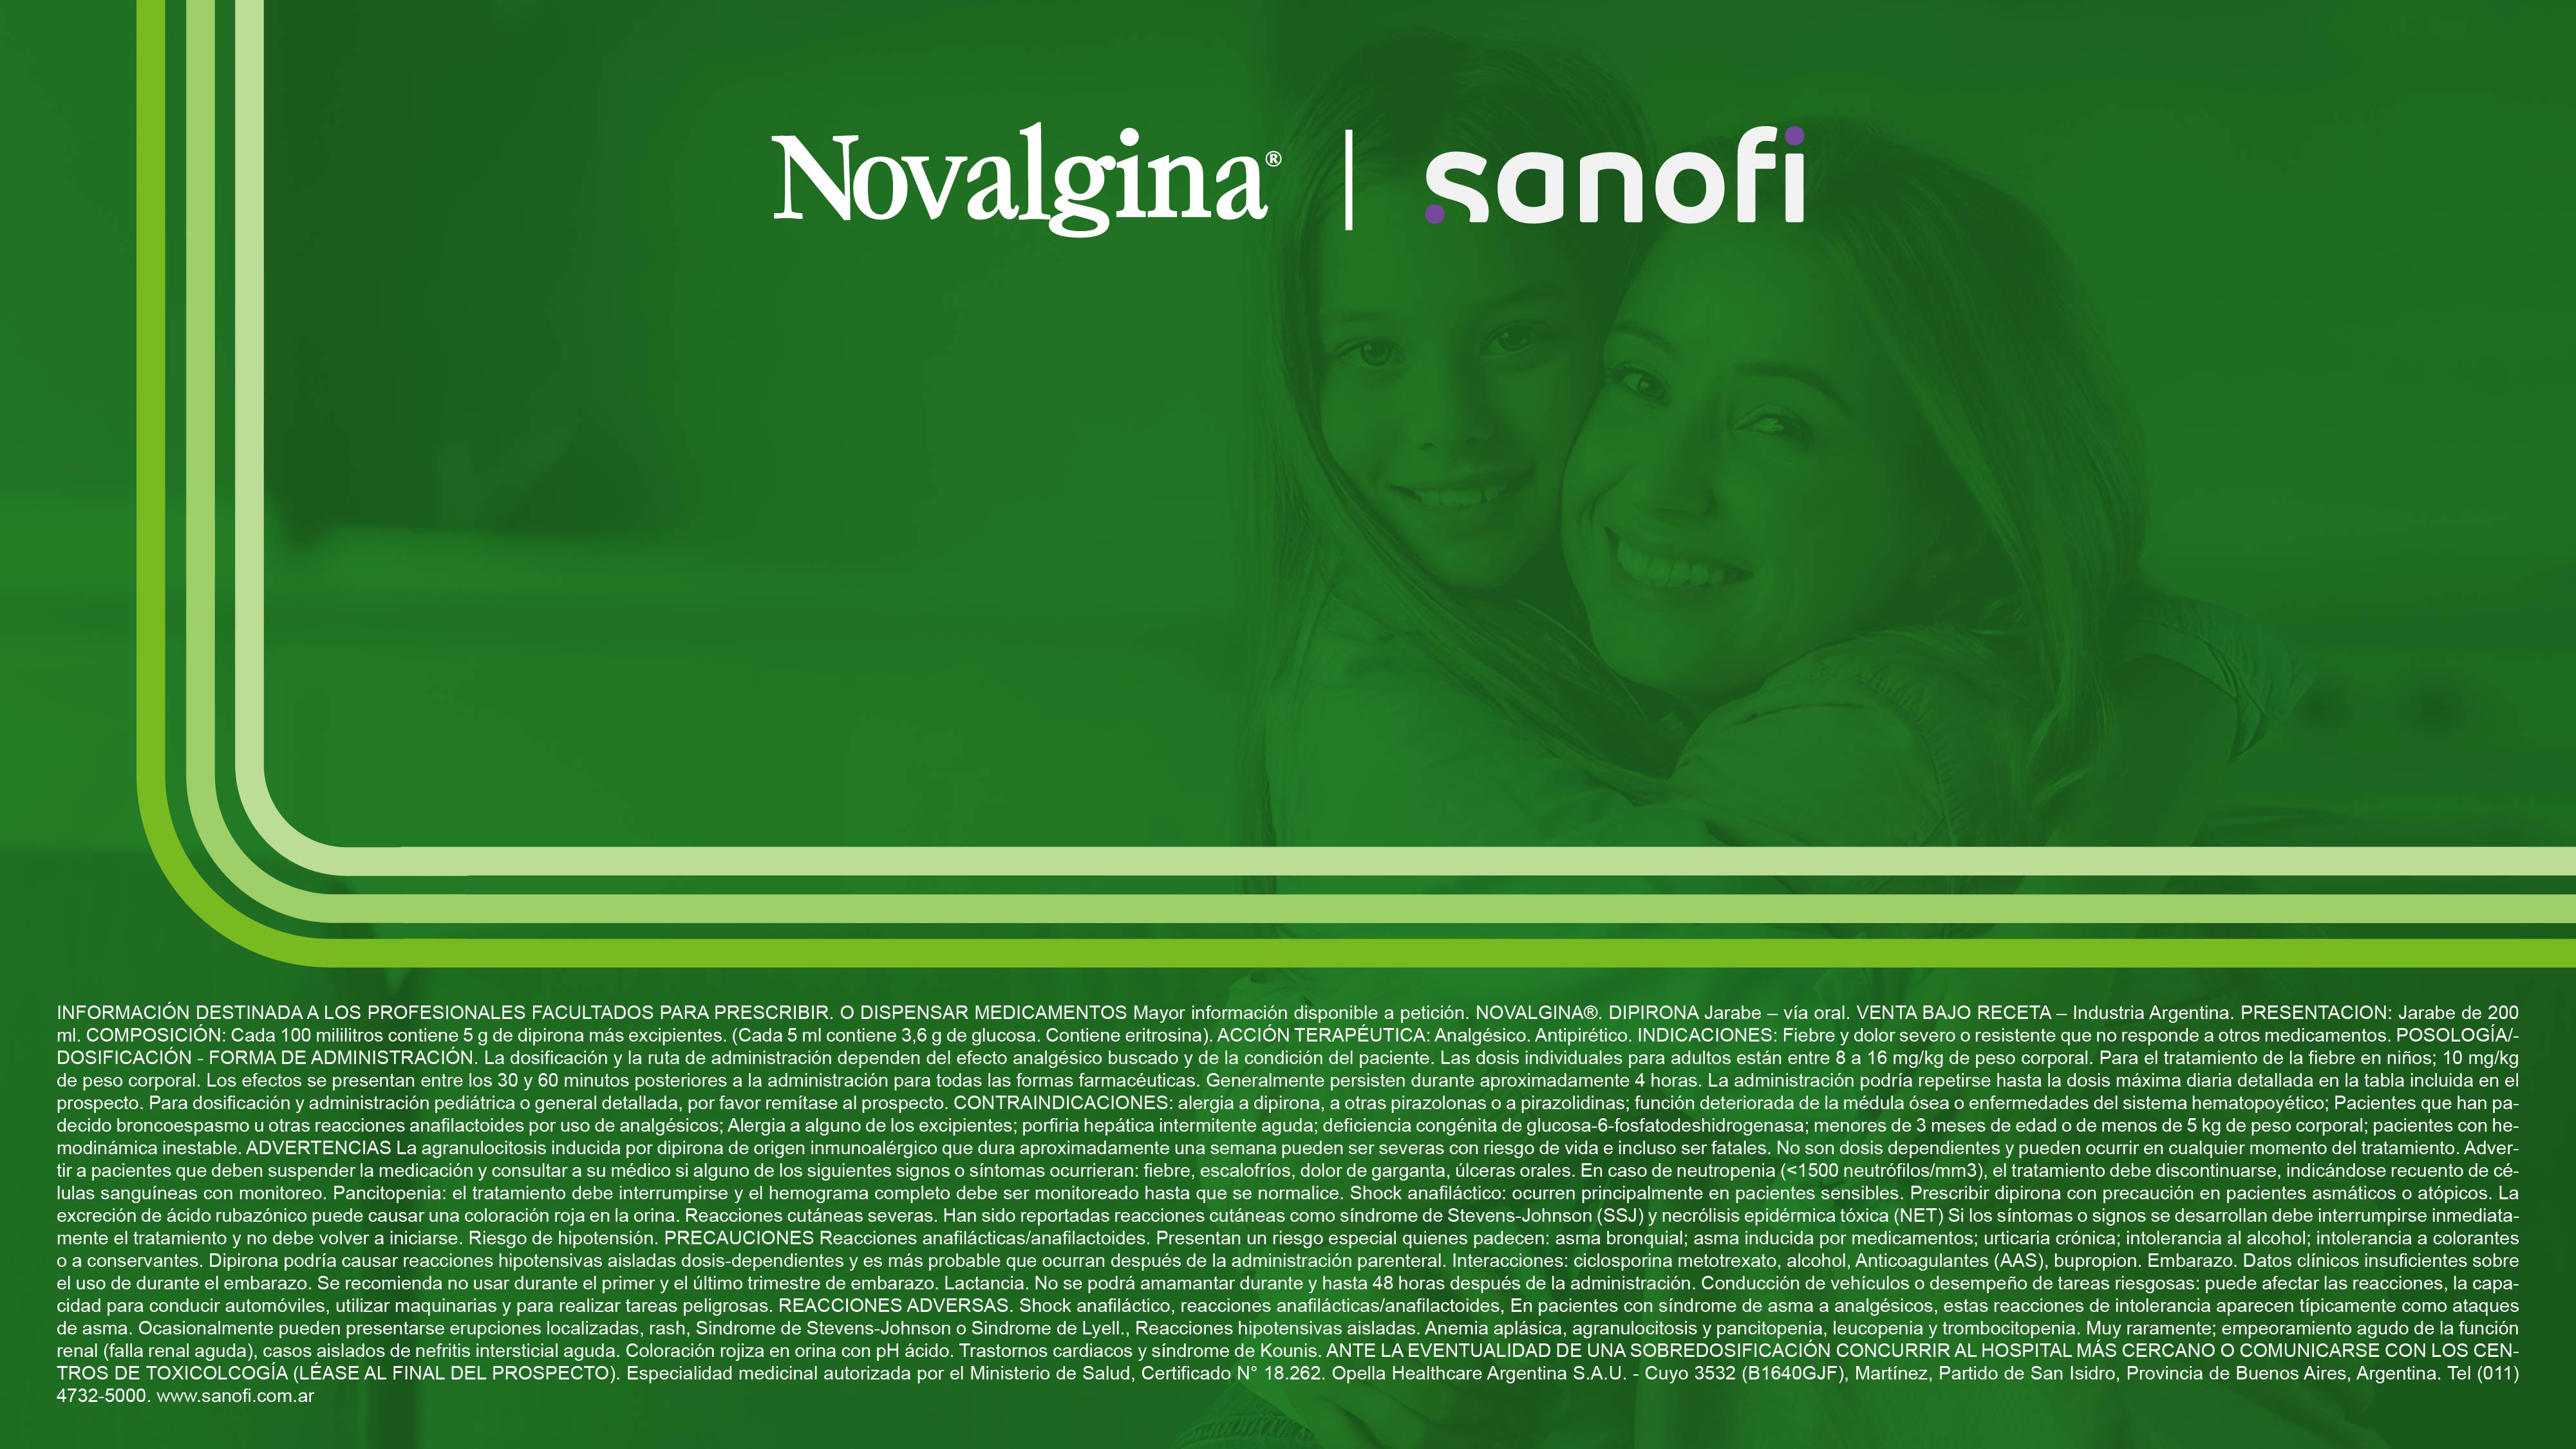 Novalgina® | sanofi
INFORMACIÓN DESTINADA A LOS PROFESIONALES FACULTADOS PARA PRESCRIBIR. O DISPENSAR MEDICAMENTOS Mayor información disponible a petición. NOVALGINA®. DIPIRONA Jarabe – vía oral. VENTA BAJO RECETA – Industria Argentina. PRESENTACION: Jarabe de 200
ml. COMPOSICIÓN: Cada 100 mililitros contiene 5 g de dipirona más excipientes. (Cada 5 ml contiene 3,6 g de glucosa. Contiene eritrosina). ACCIÓN TERAPÉUTICA: Analgésico. Antipirético. INDICACIONES: Fiebre y dolor severo o resistente que no responde a otros medicamentos. POSOLOGÍA/-
DOSIFICACIÓN - FORMA DE ADMINISTRACIÓN. La dosificación y la ruta de administración dependen del efecto analgésico buscado y de la condición del paciente. Las dosis individuales para adultos están entre 8 a 16 mg/kg de peso corporal. Para el tratamiento de la fiebre en niños; 10 mg/kg
de peso corporal. Los efectos se presentan entre los 30 y 60 minutos posteriores a la administración para todas las formas farmacéuticas. Generalmente persisten durante aproximadamente 4 horas. La administración podría repetirse hasta la dosis máxima diaria detallada en la tabla incluida en el
prospecto. Para dosificación y administración pediátrica o general detallada, por favor remítase al prospecto. CONTRAINDICACIONES: alergia a dipirona, a otras pirazolonas o a pirazolidinas; función deteriorada de la médula ósea o enfermedades del sistema hematopoyético; Pacientes que han pa-
decido broncoespasmo u otras reacciones anafilactoides por uso de analgésicos; Alergia a alguno de los excipientes; porfiria hepática intermitente aguda; deficiencia congénita de glucosa-6-fosfatodeshidrogenasa; menores de 3 meses de edad o de menos de 5 kg de peso corporal; pacientes con he-
modinámica inestable. ADVERTENCIAS La agranulocitosis inducida por dipirona de origen inmunoalérgico que dura aproximadamente una semana pueden ser severas con riesgo de vida e incluso ser fatales. No son dosis dependientes y pueden ocurrir en cualquier momento del tratamiento. Adver-
tir a pacientes que deben suspender la medicación y consultar a su médico si alguno de los siguientes signos o síntomas ocurrieran: fiebre, escalofríos, dolor de garganta, úlceras orales. En caso de neutropenia (<1500 neutrófilos/mm3), el tratamiento debe discontinuarse, indicándose recuento de cé-
lulas sanguíneas con monitoreo. Pancitopenia: el tratamiento debe interrumpirse y el hemograma completo debe ser monitoreado hasta que se normalice. Shock anafiláctico: ocurren principalmente en pacientes sensibles. Prescribir dipirona con precaución en pacientes asmáticos o atópicos. La
excreción de ácido rubazónico puede causar una coloración roja en la orina. Reacciones cutáneas severas. Han sido reportadas reacciones cutáneas como síndrome de Stevens-Johnson (SSJ) y necrólisis epidérmica tóxica (NET) Si los síntomas o signos se desarrollan debe interrumpirse inmediata-
mente el tratamiento y no debe volver a iniciarse. Riesgo de hipotensión. PRECAUCIONES Reacciones anafilácticas/anafilactoides. Presentan un riesgo especial quienes padecen: asma bronquial; asma inducida por medicamentos; urticaria crónica; intolerancia al alcohol; intolerancia a colorantes
o a conservantes. Dipirona podría causar reacciones hipotensivas aisladas dosis-dependientes y es más probable que ocurran después de la administración parenteral. Interacciones: ciclosporina metotrexato, alcohol, Anticoagulantes (AAS), bupropion. Embarazo. Datos clínicos insuficientes sobre
el uso de durante el embarazo. Se recomienda no usar durante el primer y el último trimestre de embarazo. Lactancia. No se podrá amamantar durante y hasta 48 horas después de la administración. Conducción de vehículos o desempeño de tareas riesgosas: puede afectar las reacciones, la capa-
cidad para conducir automóviles, utilizar maquinarias y para realizar tareas peligrosas. REACCIONES ADVERSAS. Shock anafiláctico, reacciones anafilácticas/anafilactoides, En pacientes con síndrome de asma a analgésicos, estas reacciones de intolerancia aparecen típicamente como ataques
de asma. Ocasionalmente pueden presentarse erupciones localizadas, rash, Sindrome de Stevens-Johnson o Sindrome de Lyell., Reacciones hipotensivas aisladas. Anemia aplásica, agranulocitosis y pancitopenia, leucopenia y trombocitopenia. Muy raramente; empeoramiento agudo de la función
renal (falla renal aguda), casos aislados de nefritis intersticial aguda. Coloración rojiza en orina con pH ácido. Trastornos cardiacos y síndrome de Kounis. ANTE LA EVENTUALIDAD DE UNA SOBREDOSIFICACIÓN CONCURRIR AL HOSPITAL MÁS CERCANO O COMUNICARSE CON LOS CEN-
TROS DE TOXICOLCOGÍA (LÉASE AL FINAL DEL PROSPECTO). Especialidad medicinal autorizada por el Ministerio de Salud, Certificado N° 18.262. Opella Healthcare Argentina S.A.U. - Cuyo 3532 (B1640GJF), Martínez, Partido de San Isidro, Provincia de Buenos Aires, Argentina. Tel (011)
4732-5000. www.sanofi.com.ar